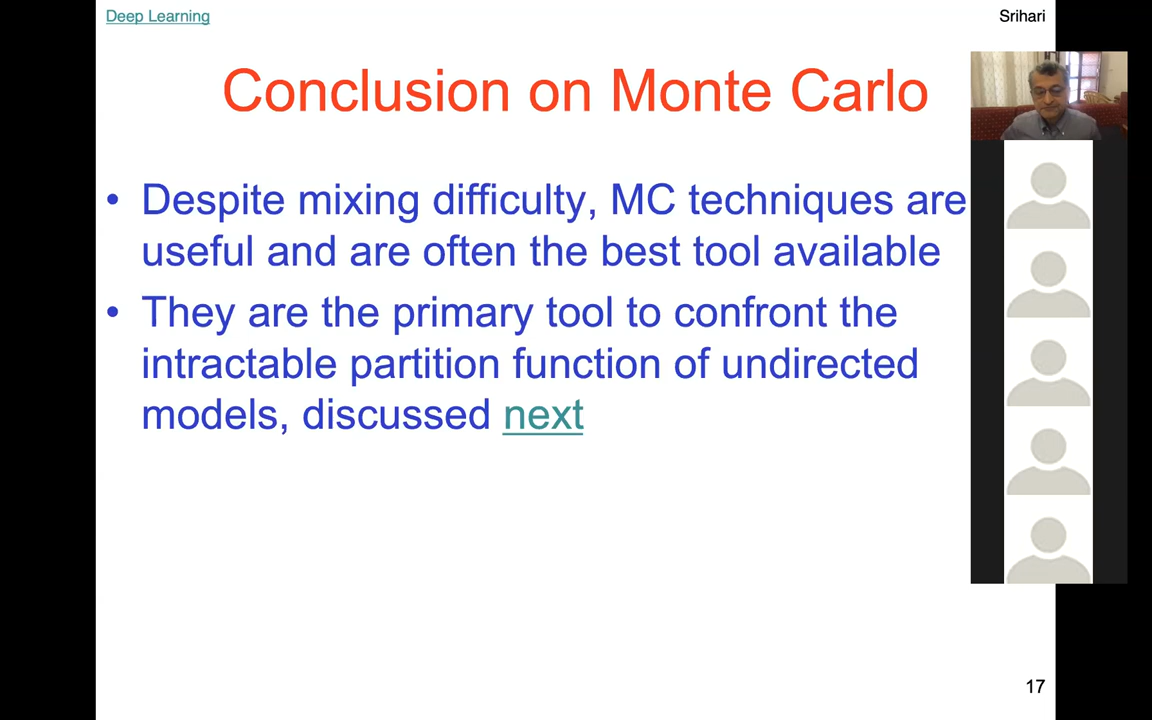 Deep Learning
Srihari
Conclusion on Monte Carlo
• Despite mixing difficulty, MC techniques are
useful and are often the best tool available
• They are the primary tool to confront the
intractable partition function of undirected
models, discussed next
17